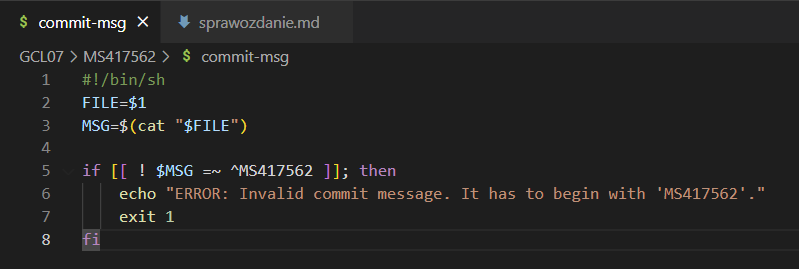 commit-msg sprawozdanie.md
GCL07 > MS417562 > $ commit-msg
1 #!/bin/sh
2 FILE=$1
3 MSG=$(cat "$FILE")
4
5 if [[ ! $MSG =~ ^MS417562 ]]; then
6 echo "ERROR: Invalid commit message. It has to begin with 'MS417562'."
7 exit 1
8 fi